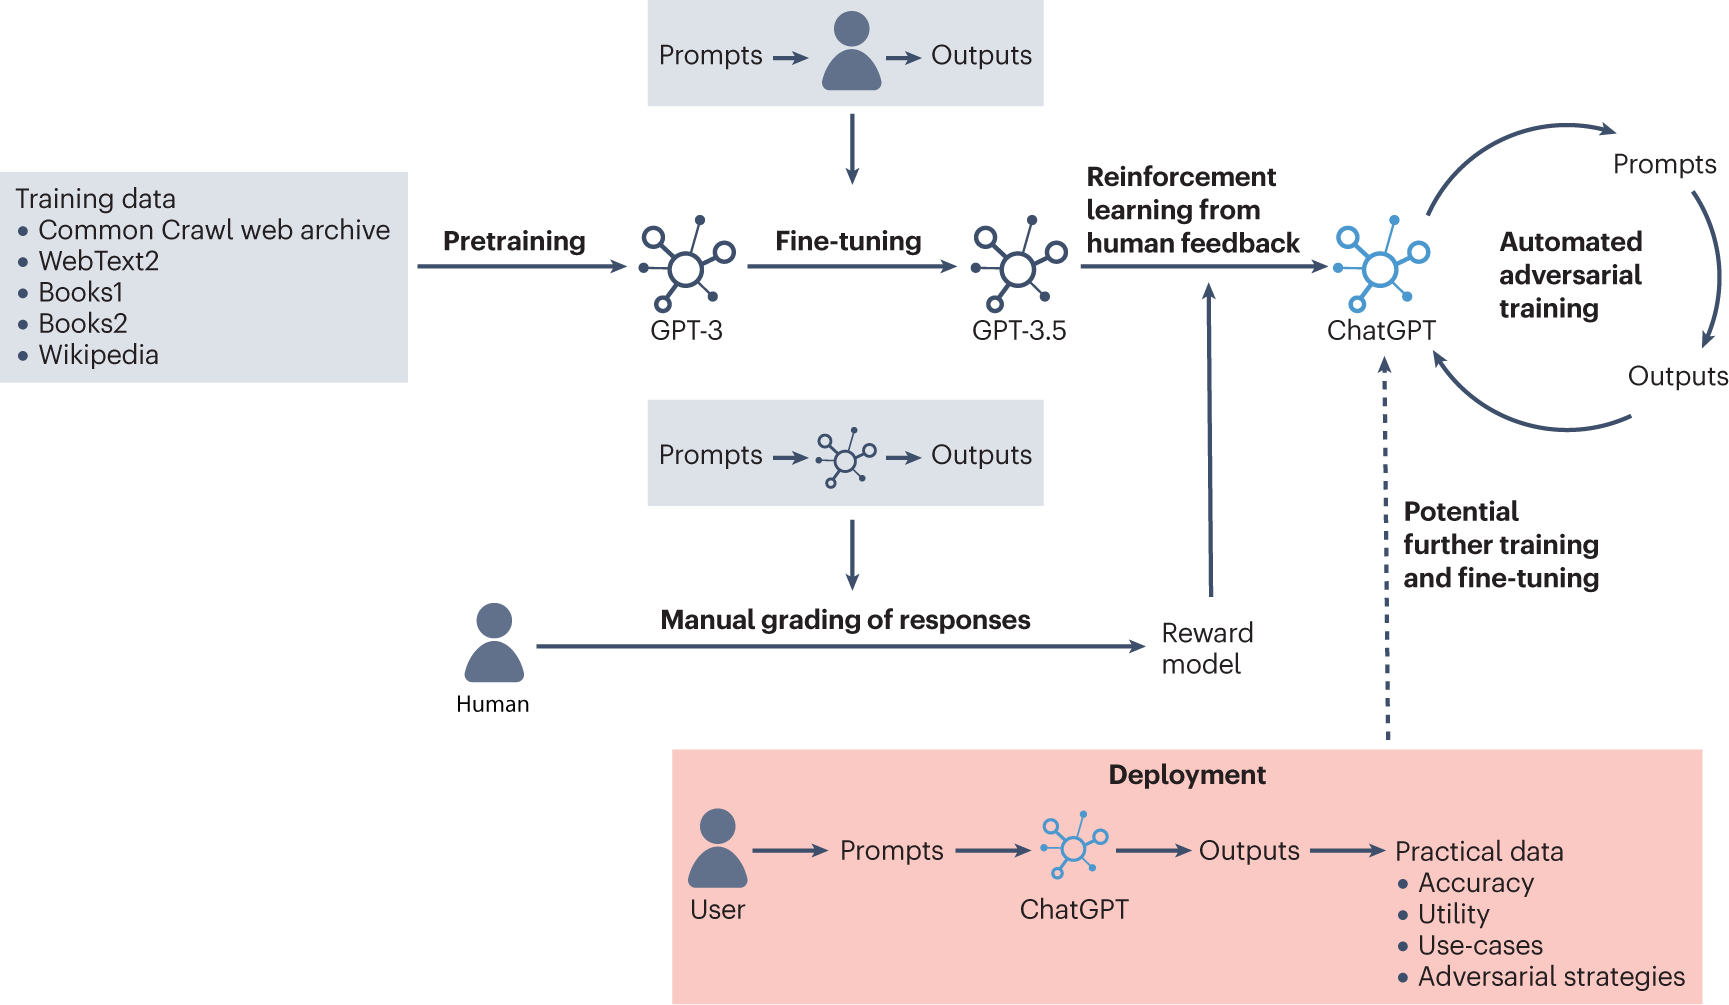 Prompts
Outputs
Training data
• Common Crawl web archive
• WebText2
• Books1
• Books2
• Wikipedia
Pretraining
GPT-3
Fine-tuning
GPT-3.5
Reinforcement
learning from
human feedback
ChatGPT
Automated
adversarial
training
Prompts
Outputs
Prompts
Outputs
Manual grading of responses
Human
Reward
model
Potential
further training
and fine-tuning
Deployment
User
Prompts
ChatGPT
Outputs
Practical data
• Accuracy
• Utility
• Use-cases
• Adversarial strategies